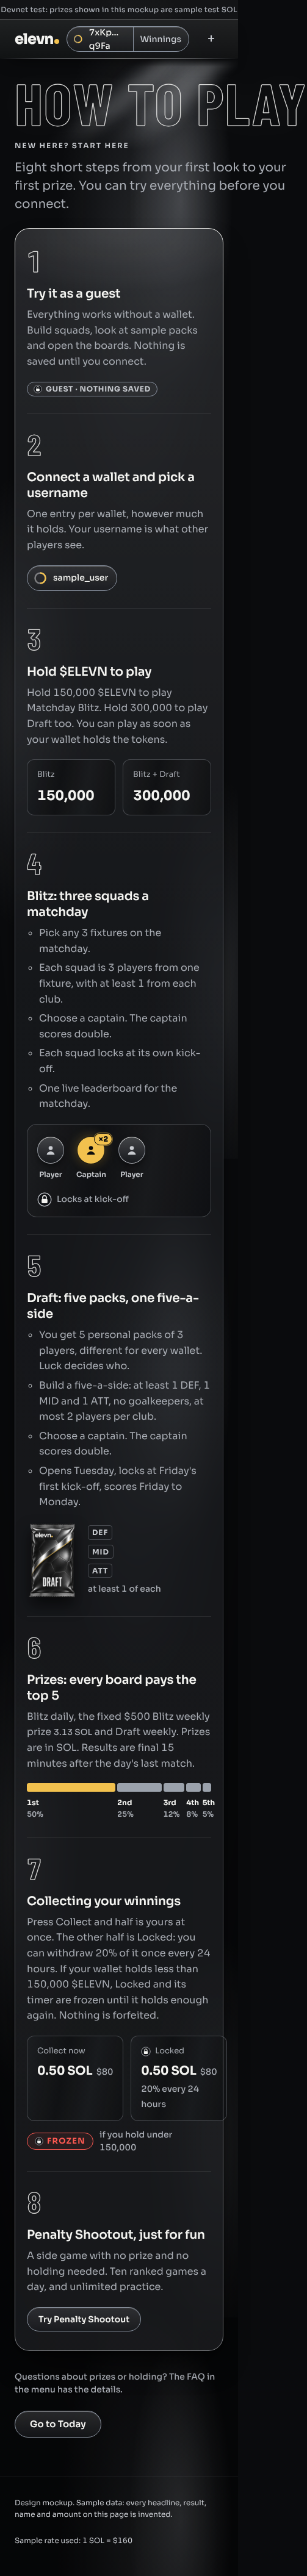 Devnet test: prizes shown in this mockup are sample test SOL
elevn.
7xKp...
q9Fa
Winnings
+
HOW TO PLAY
NEW HERE? START HERE
Eight short steps from your first look to your
first prize. You can try everything before you
connect.
1
Try it as a guest
Everything works without a wallet.
Build squads, look at sample packs
and open the boards. Nothing is
saved until you connect.
GUEST · NOTHING SAVED
2
Connect a wallet and pick a
username
One entry per wallet, however much
it holds. Your username is what other
players see.
sample_user
3
Hold $ELEVN to play
Hold 150,000 $ELEVN to play
Matchday Blitz. Hold 300,000 to play
Draft too. You can play as soon as
your wallet holds the tokens.
Blitz
150,000
Blitz + Draft
300,000
4
Blitz: three squads a
matchday
Pick any 3 fixtures on the
matchday.
Each squad is 3 players from one
fixture, with at least 1 from each
club.
Choose a captain. The captain
scores double.
Each squad locks at its own kick-
off.
One live leaderboard for the
matchday.
×2
Player
Captain
Player
Locks at kick-off
5
Draft: five packs, one five-a-
side
You get 5 personal packs of 3
players, different for every wallet.
Luck decides who.
Build a five-a-side: at least 1 DEF, 1
MID and 1 ATT, no goalkeepers, at
most 2 players per club.
Choose a captain. The captain
scores double.
Opens Tuesday, locks at Friday's
first kick-off, scores Friday to
Monday.
elevn.
DRAFT
DEF
MID
ATT
at least 1 of each
6
Prizes: every board pays the
top 5
Blitz daily, the fixed $500 Blitz weekly
prize 3.13 SOL and Draft weekly. Prizes
are in SOL. Results are final 15
minutes after the day's last match.
1st 2nd 3rd 4th 5th
50% 25% 12% 8% 5%
7
Collecting your winnings
Press Collect and half is yours at
once. The other half is Locked: you
can withdraw 20% of it once every 24
hours. If your wallet holds less than
150,000 $ELEVN, Locked and its
timer are frozen until it holds enough
again. Nothing is forfeited.
Collect now
0.50 SOL $80
Locked
0.50 SOL $80
20% every 24
hours
FROZEN
if you hold under
150,000
8
Penalty Shootout, just for fun
A side game with no prize and no
holding needed. Ten ranked games a
day, and unlimited practice.
Try Penalty Shootout
Questions about prizes or holding? The FAQ in
the menu has the details.
Go to Today
Design mockup. Sample data: every headline, result,
name and amount on this page is invented.
Sample rate used: 1 SOL = $160